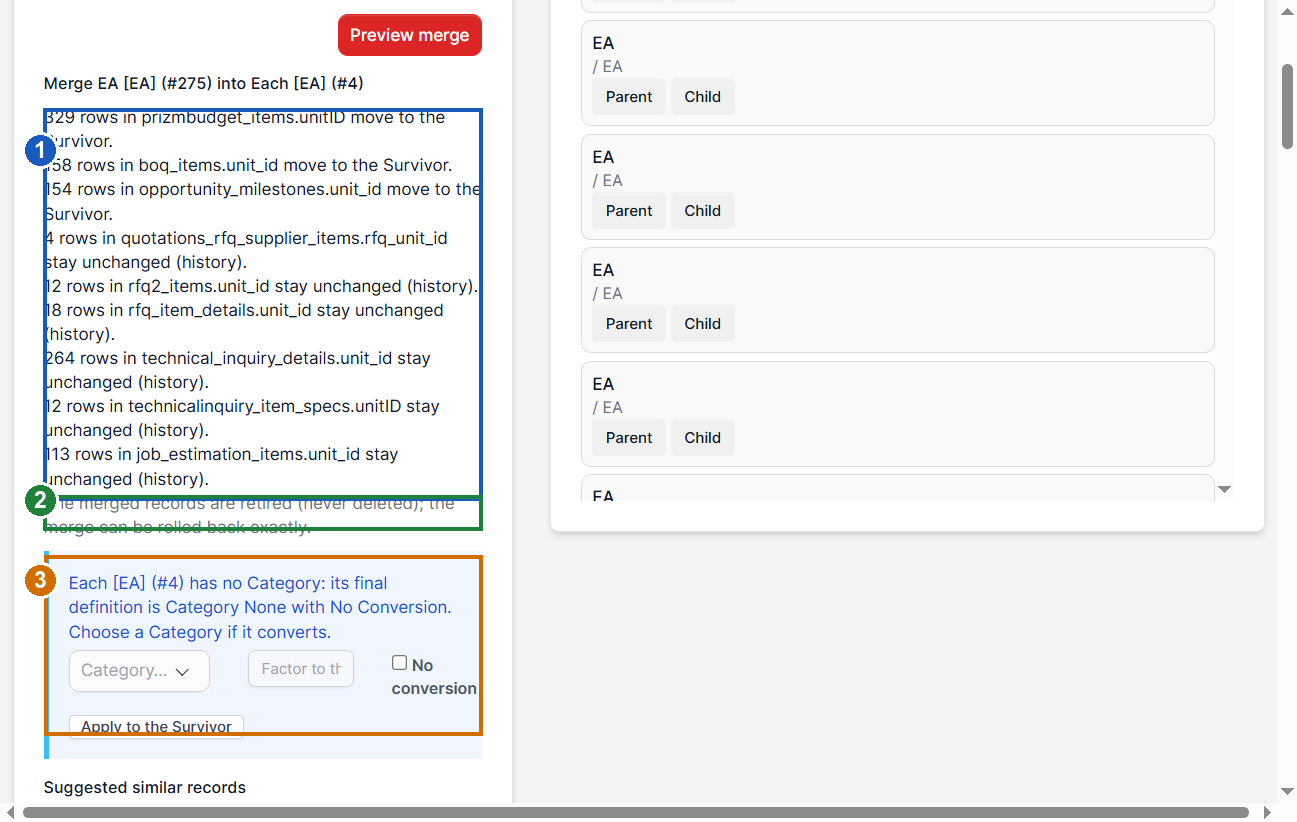 Preview merge
Merge EA [EA] (#275) into Each [EA] (#4)
329 rows in prizmbudget_items.unitID move to the
Survivor.
1
158 rows in boq_items.unit_id move to the Survivor.
154 rows in opportunity_milestones.unit_id move to the
Survivor.
4 rows in quotations_rfq_supplier_items.rfq_unit_id
stay unchanged (history).
12 rows in rfq2_items.unit_id stay unchanged (history).
18 rows in rfq_item_details.unit_id stay unchanged
(history).
264 rows in technical_inquiry_details.unit_id stay
unchanged (history).
12 rows in technicalinquiry_item_specs.unitID stay
unchanged (history).
113 rows in job_estimation_items.unit_id stay
unchanged (history).
2
The merged records are retired (never deleted); the
merge can be rolled back exactly.
3
Each [EA] (#4) has no Category: its final
definition is Category None with No Conversion.
Choose a Category if it converts.
Category...
Factor to th
No
conversion
Apply to the Survivor
Suggested similar records
EA
/ EA
Parent Child
EA
/ EA
Parent Child
EA
/ EA
Parent Child
EA
/ EA
Parent Child
EA